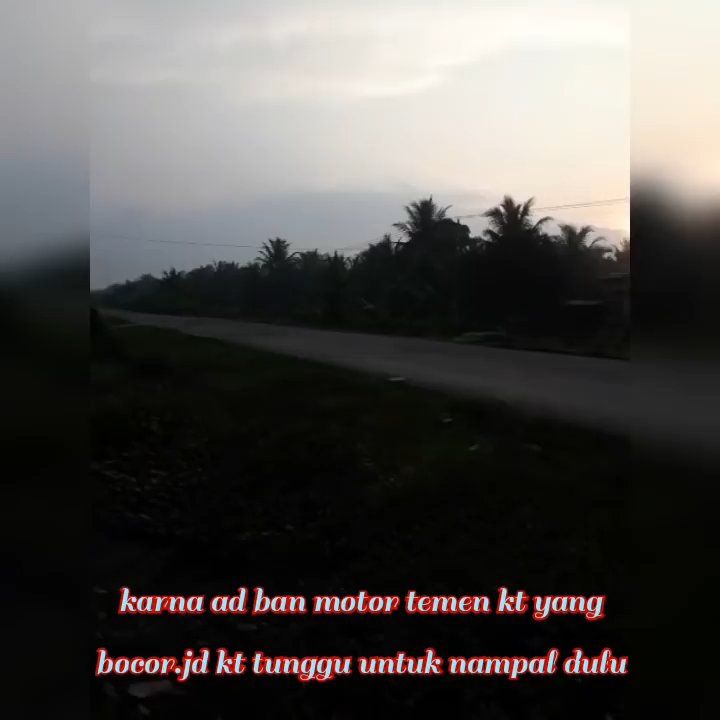 karna ad ban motor temen kt yang
bocor.jd kt tunggu untuk nampal dulu